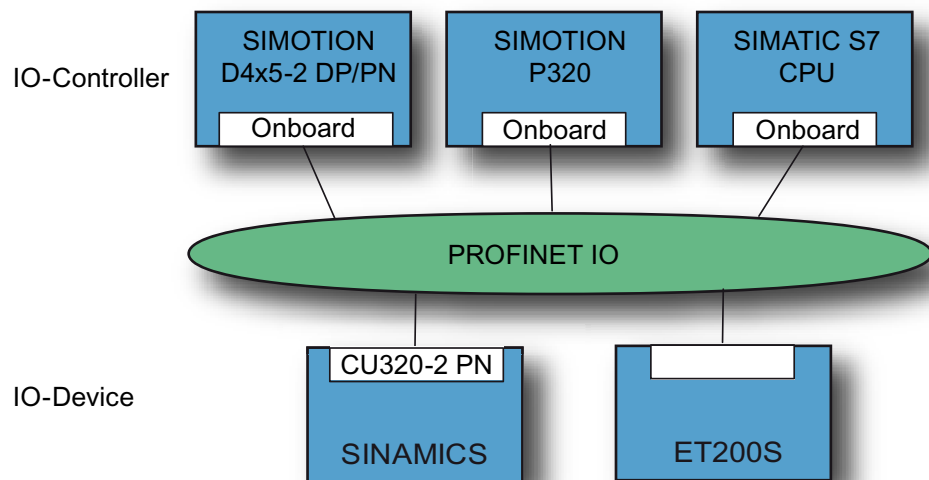 IO-Controller
SIMOTION
D4x5-2 DP/PN
Onboard
SIMOTION
P320
Onboard
SIMATIC S7
CPU
Onboard
PROFINET IO
IO-Device
CU320-2 PN
SINAMICS
ET200S